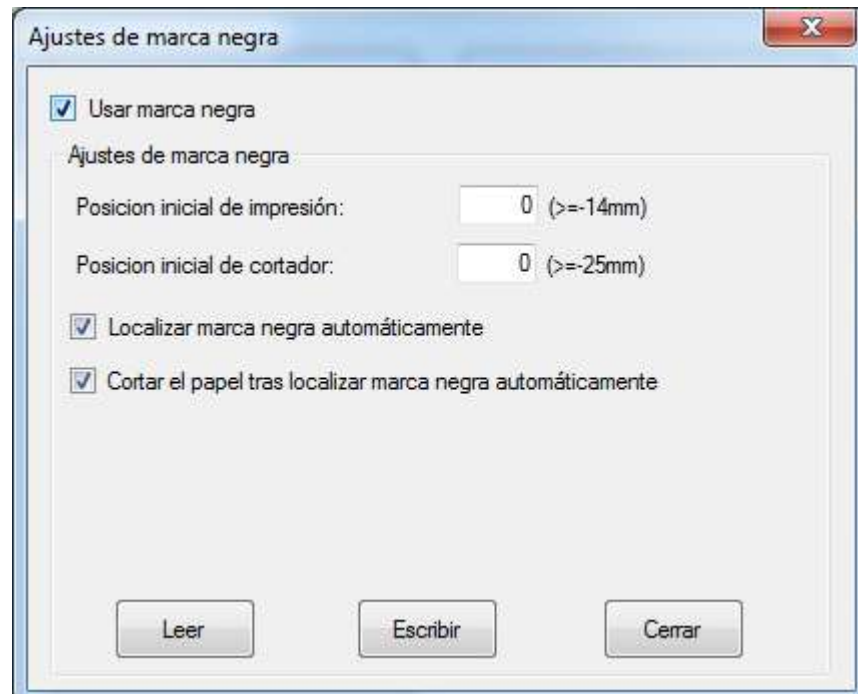 Ajustes de marca negra
Usar marca negra
Ajustes de marca negra
Posicion inicial de impresión: 0 (>=-14mm)
Posicion inicial de cortador: 0 (>=-25mm)
Localizar marca negra automáticamente
Cortar el papel tras localizar marca negra automáticamente
Leer Escribir Cerrar